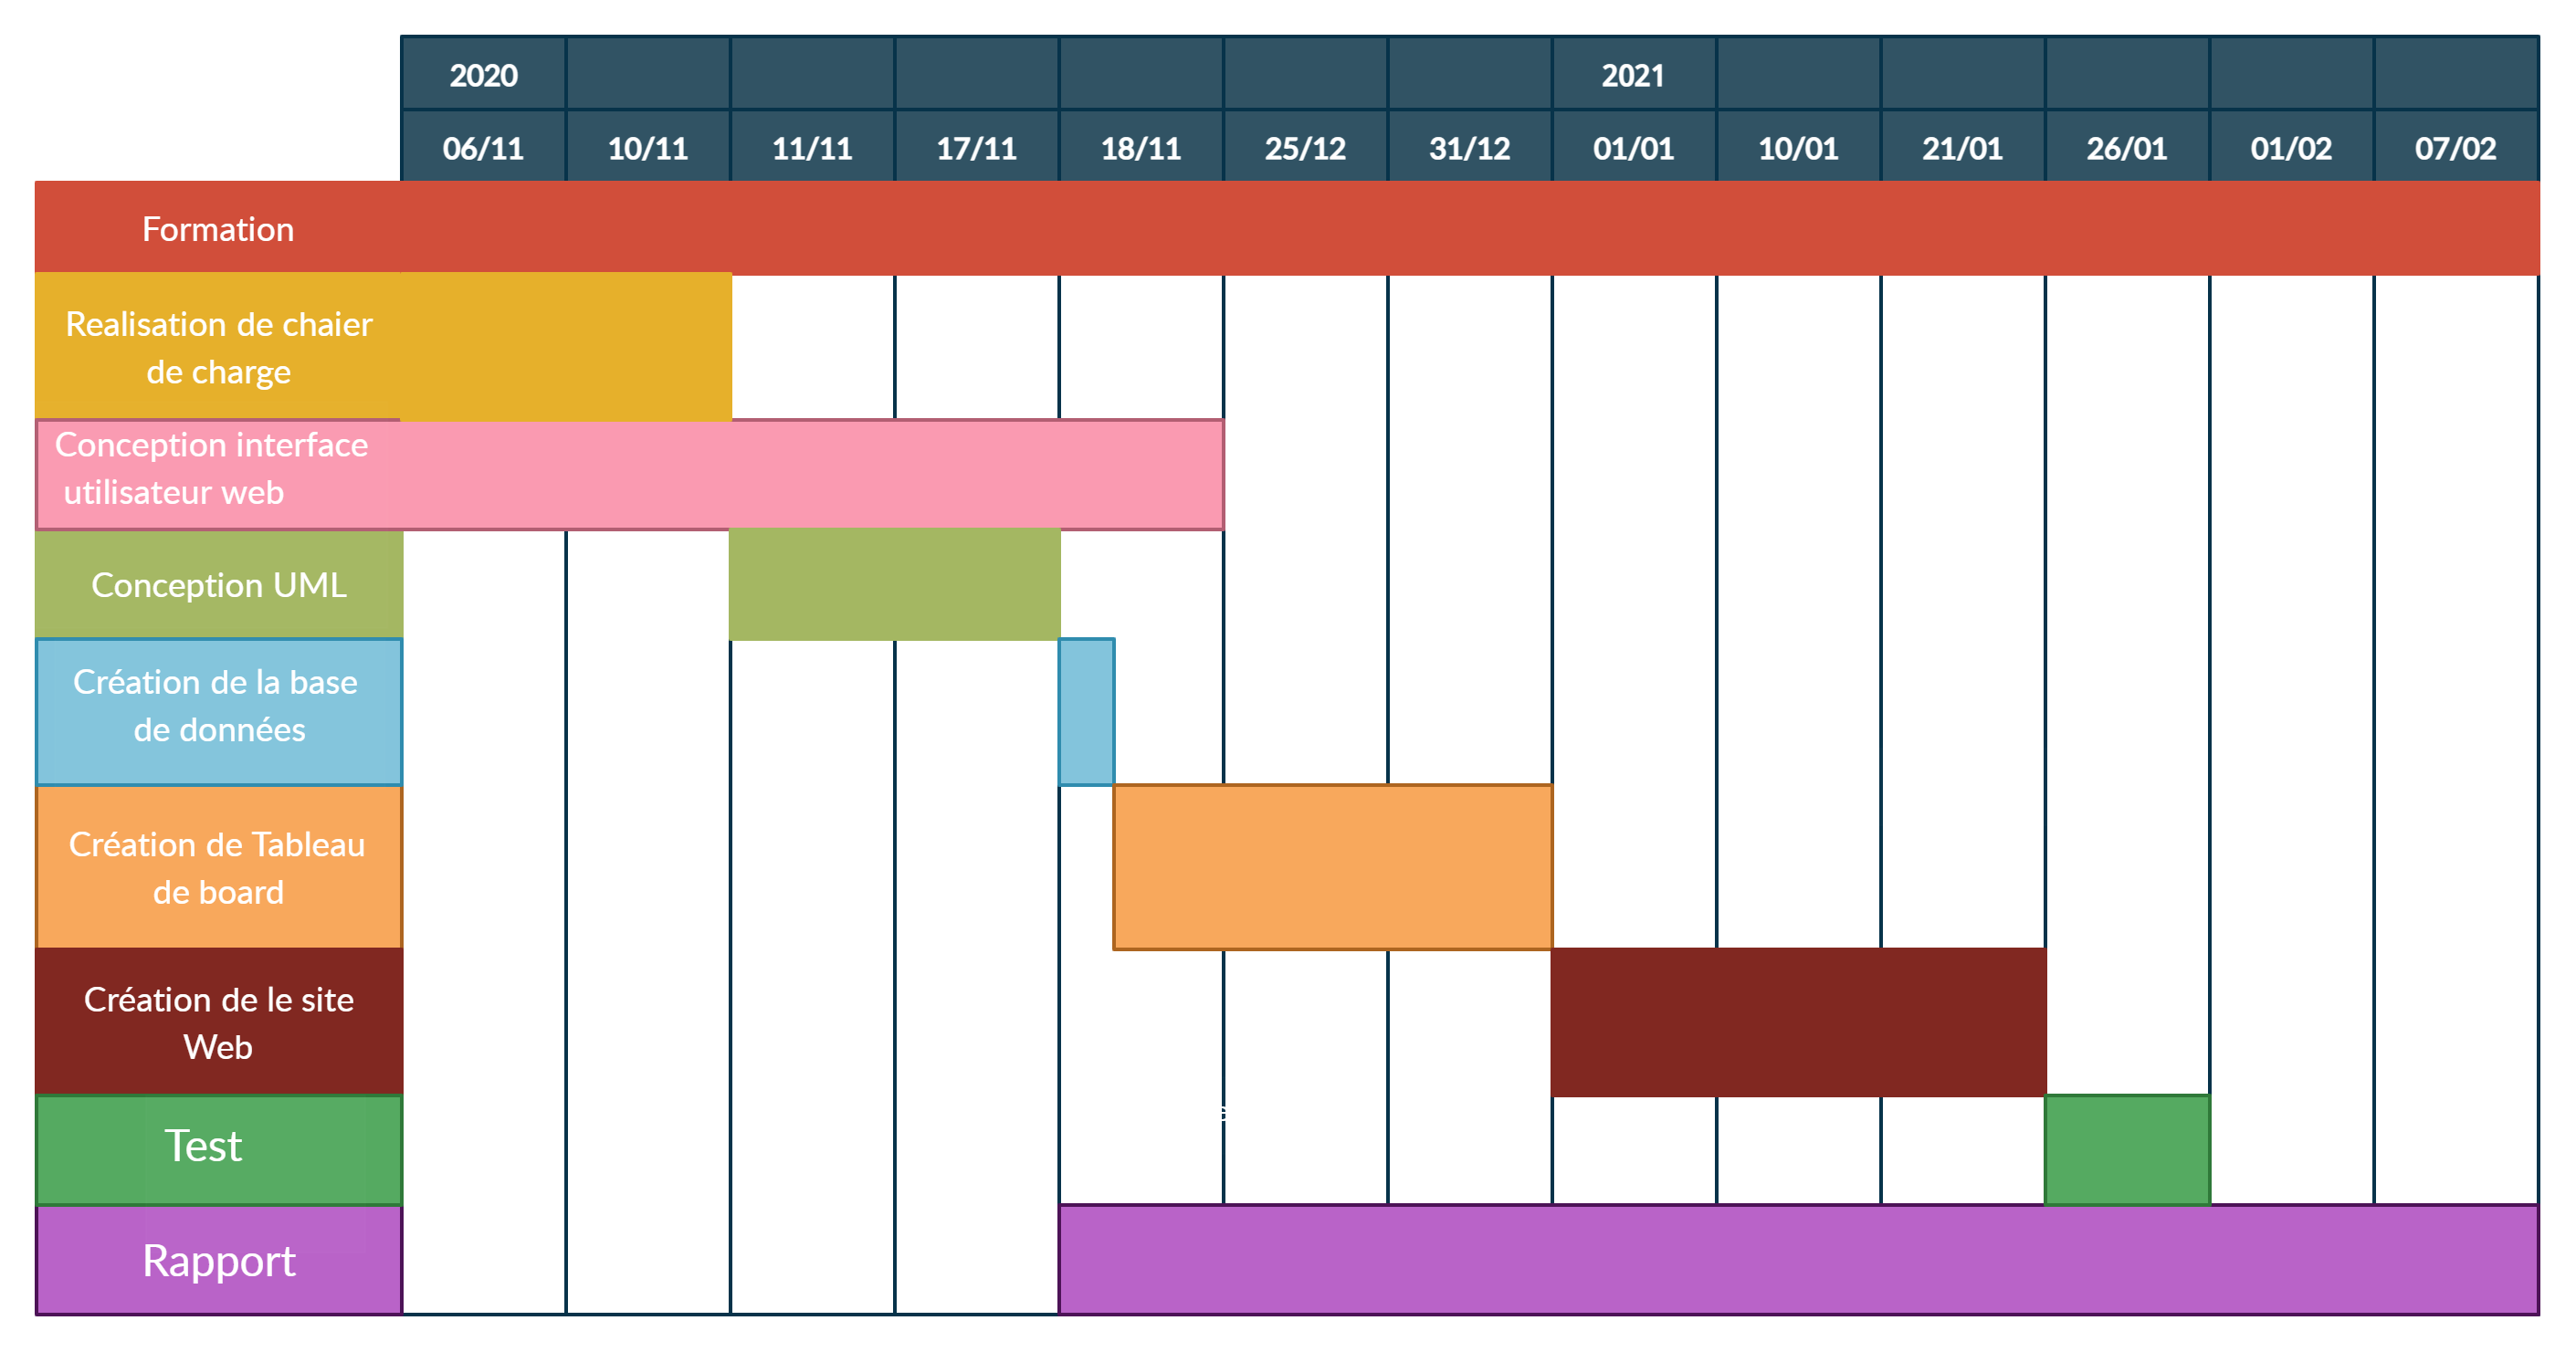 2020 2021
06/11 10/11 11/11 17/11 18/11 25/12 31/12 01/01 10/01 21/01 26/01 01/02 07/02
Formation
Realisation de chaier
de charge
Conception interface
utilisateur web
Conception UML
Création de la base
de données
Création de Tableau
de board
Création de le site
Web
Test
Rapport